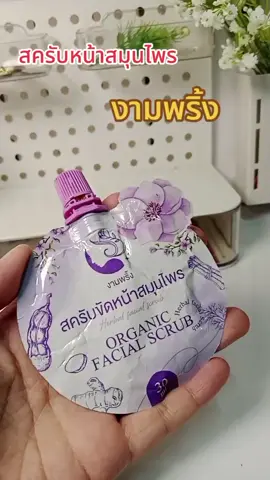 สครับหน้าสมุนไพร
งามพริ้ง
งามพริ้ง
สครับขัดหน้าสมุนไพร
Herbal facial scrub
ORGANIC
FACIAL SCRUB
30